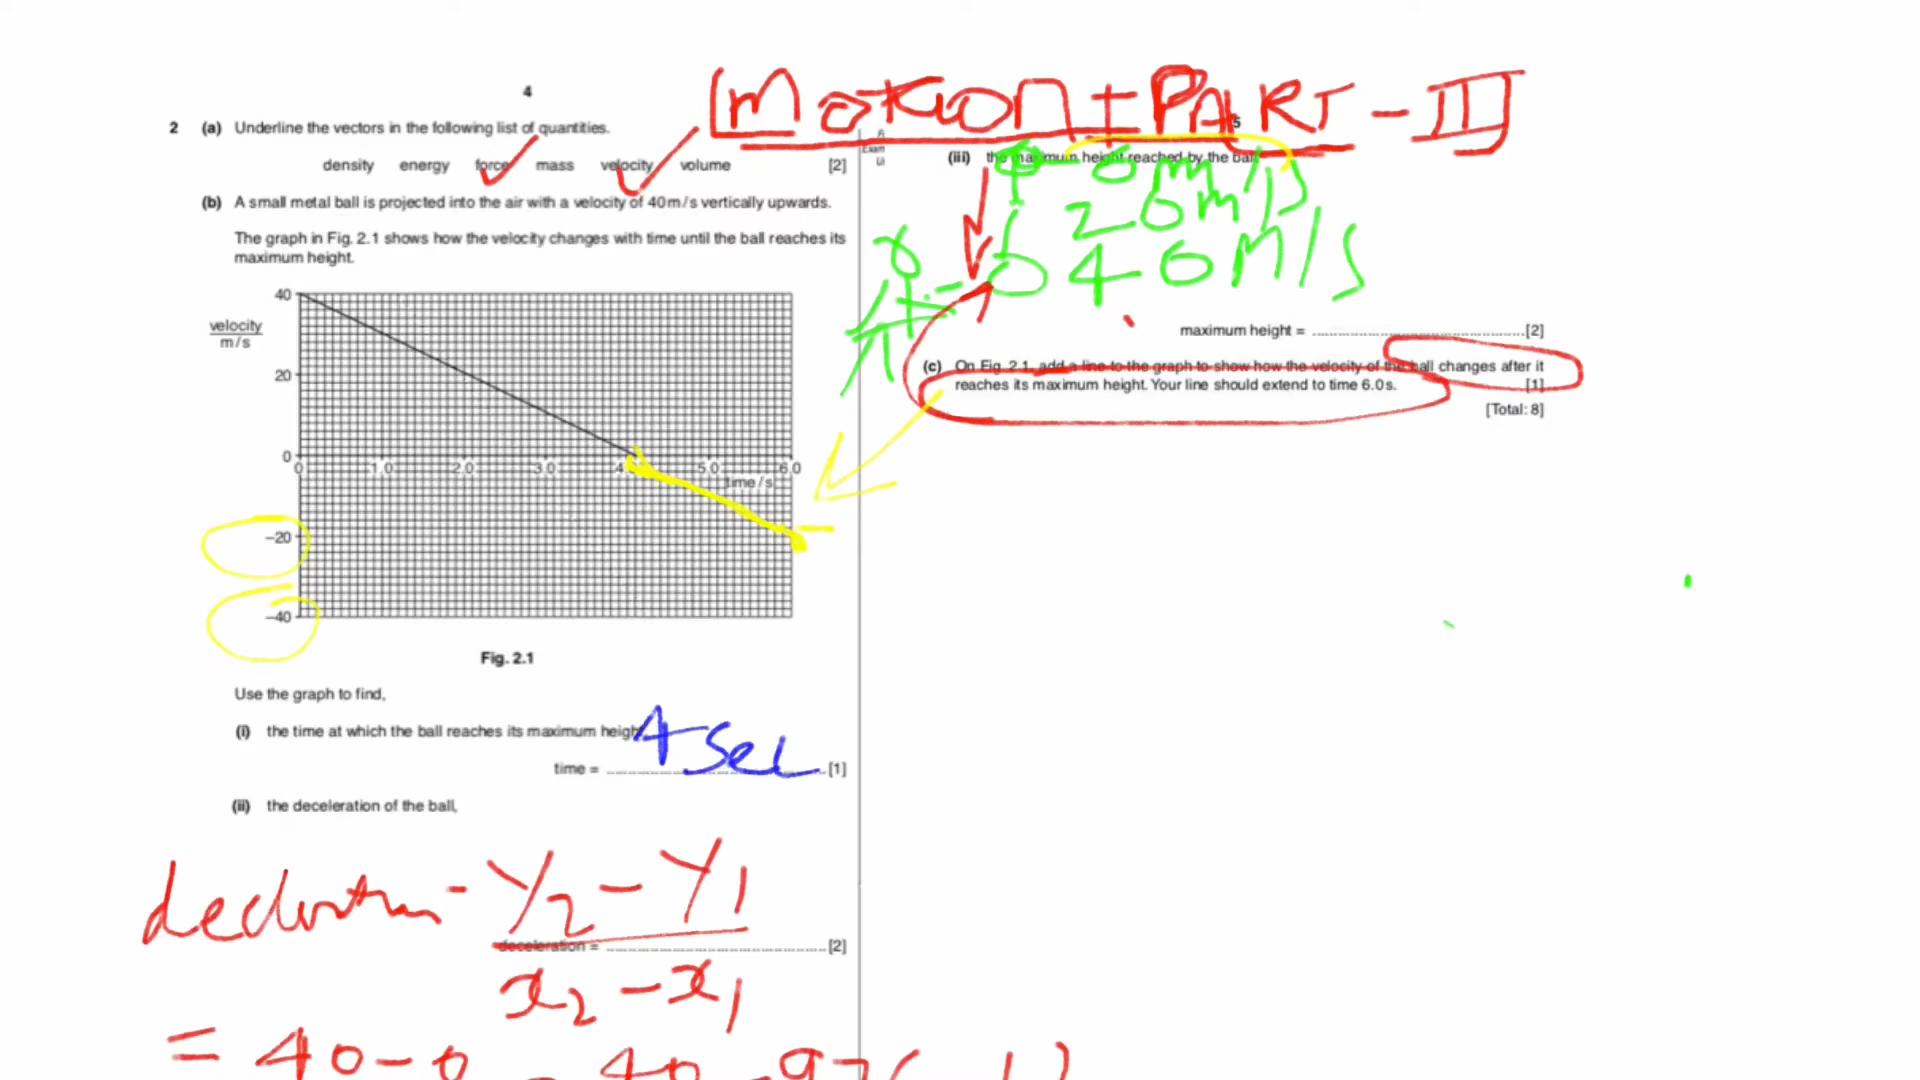 4
[MOTION I PART-III]
5
2 (a) Underline the vectors in the following list of quantities.
density energy force mass velocity volume [2]
(b) A small metal ball is projected into the air with a velocity of 40 m/s vertically upwards.
The graph in Fig. 2.1 shows how the velocity changes with time until the ball reaches its
maximum height.
40
velocity
m/s
20
0
0 1.0 2.0 3.0 4.0 5.0 6.0
time/s
–20
–40
Fig. 2.1
Use the graph to find,
(i) the time at which the ball reaches its maximum height
4 sec
time = [1]
(ii) the deceleration of the ball,
Y2 - Y1
deceleration = [2]
x2 - x1
= 40-0
(iii) the maximum height reached by the ball
0 m/s
20 m/s
40 m/s
maximum height = [2]
(c) On Fig. 2.1, add a line to the graph to show how the velocity of the ball changes after it
reaches its maximum height. Your line should extend to time 6.0 s. [1]
[Total: 8]